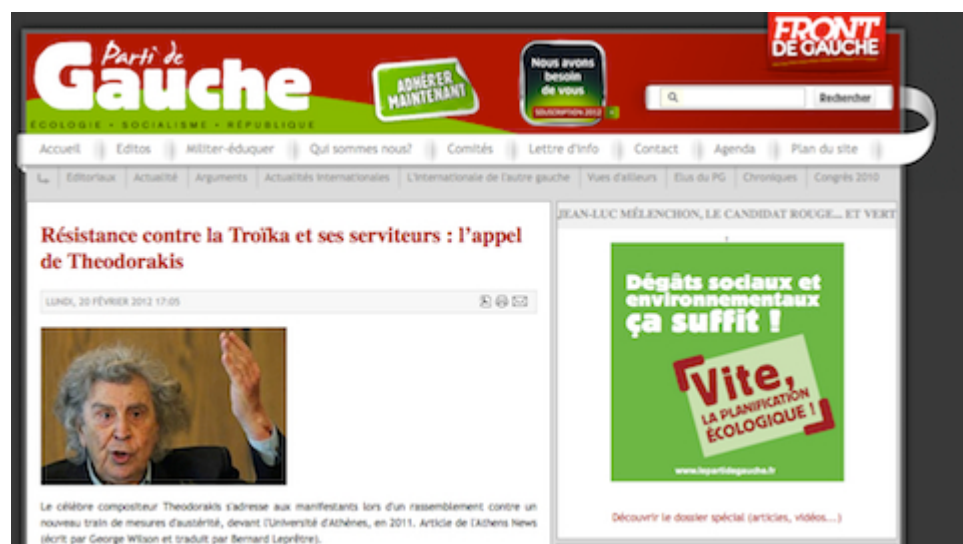 FRONT
DE GAUCHE
Parti de
Gauche
ÉCOLOGIE • SOCIALISME • RÉPUBLIQUE
ADHÉRER
MAINTENANT
Nous avons
besoin
de vous
SOUSCRIPTION 2012
Rechercher
Accueil Editos Militer-éduquer Qui sommes nous? Comités Lettre d'info Contact Agenda Plan du site
Editoriaux Actualité Arguments Actualités Internationales L'Internationale de l'autre gauche Vues d'ailleurs Elus du PG Chroniques Congrès 2010
Résistance contre la Troïka et ses serviteurs : l'appel
de Theodorakis
LUNDI, 20 FÉVRIER 2012 17:05
Le célèbre compositeur Theodorakis s'adresse aux manifestants lors d'un rassemblement contre un
nouveau train de mesures d'austérité, devant l'Université d'Athènes, en 2011. Article de l'Athens News
(écrit par George Wilson et traduit par Bernard Leprêtre).
JEAN-LUC MÉLENCHON, LE CANDIDAT ROUGE... ET VERT
Dégâts sociaux et
environnementaux
ça suffit !
Vite,
LA PLANIFICATION
ÉCOLOGIQUE !
www.lepartidegauche.fr
Découvrir le dossier spécial (articles, vidéos...)